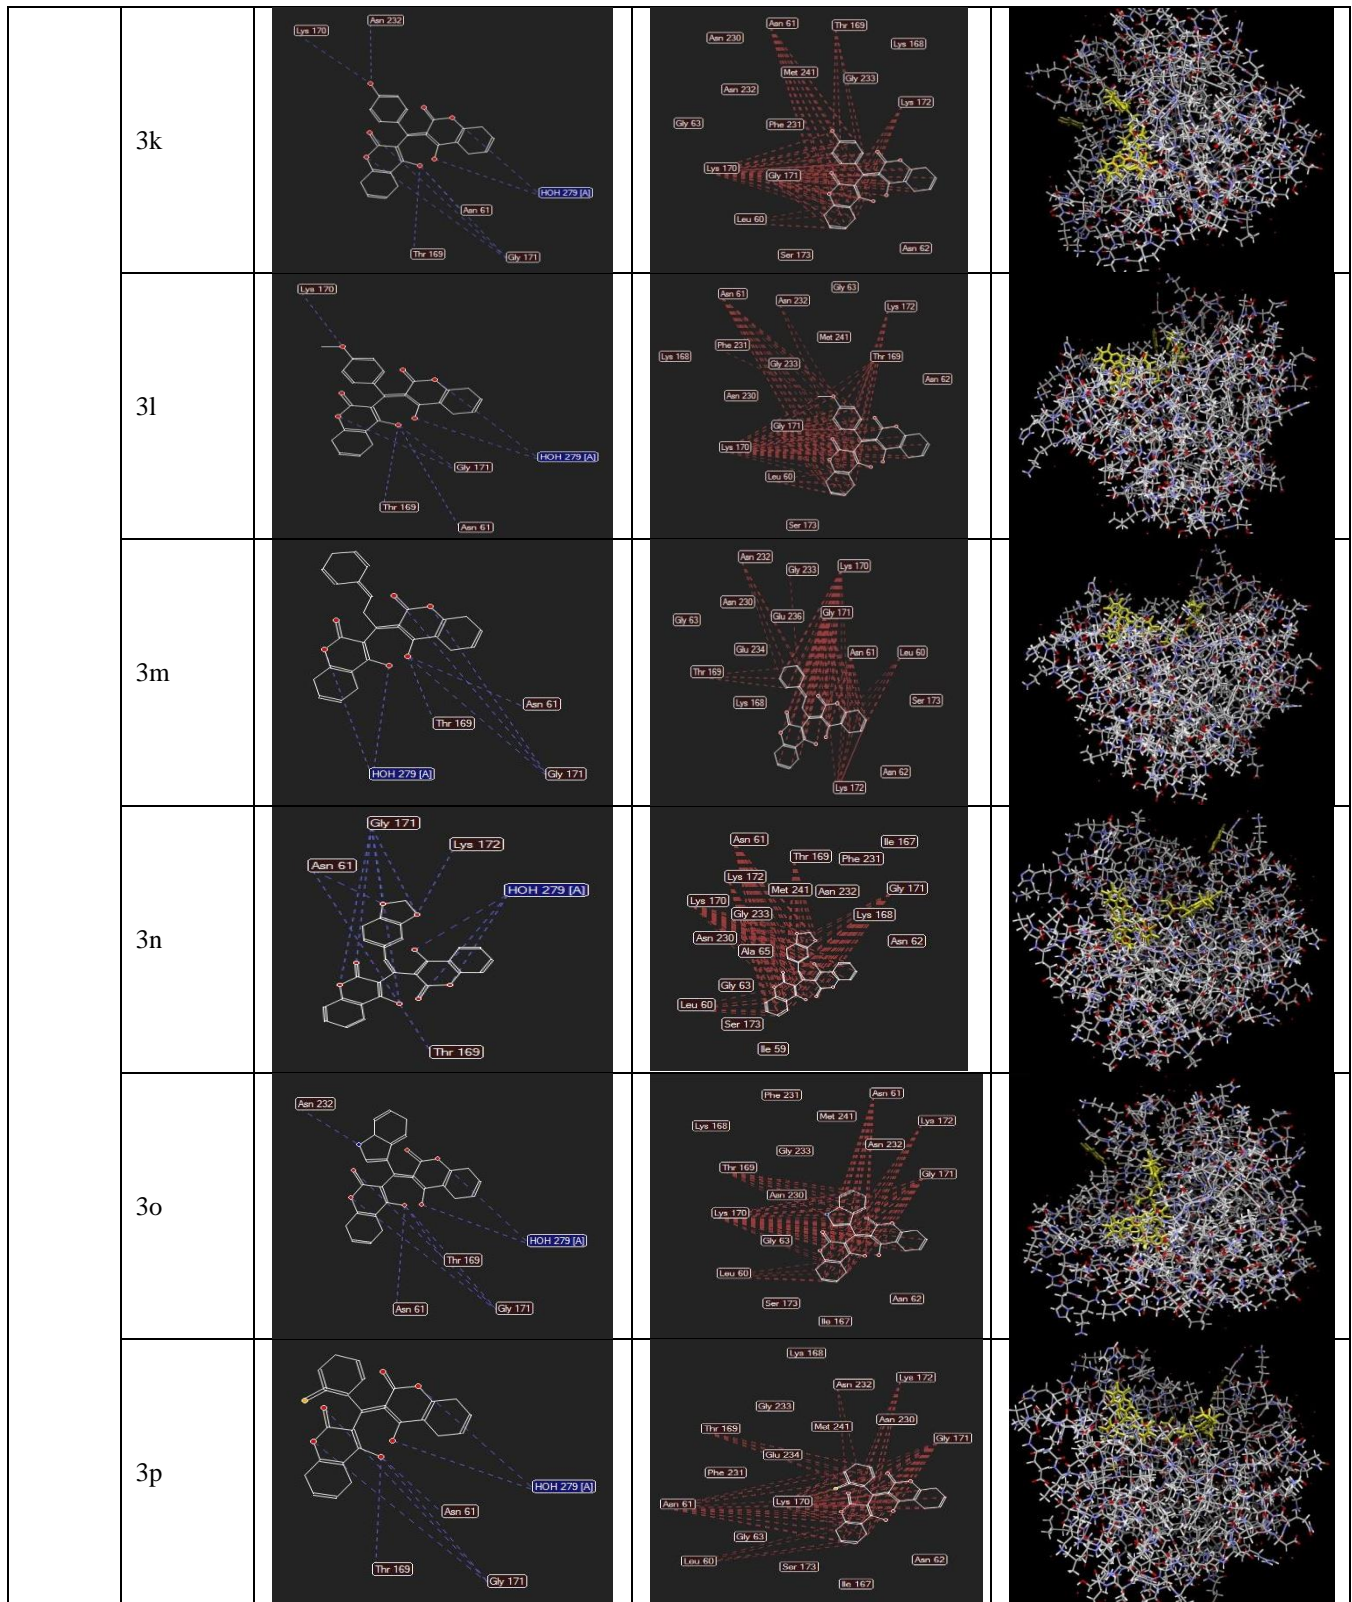 3k
Lys 170
Asn 232
HOH 279 [A]
Asn 61
Thr 169
Gly 171
Asn 61
Thr 169
Asn 230
Lys 168
Met 241
Gly 233
Asn 232
Lys 172
Gly 63
Phe 231
Lys 170
Gly 171
Leu 60
Ser 173
Asn 62
3l
Lys 170
HOH 279 [A]
Gly 171
Thr 169
Asn 61
Gly 63
Asn 61
Asn 232
Lys 172
Met 241
Phe 231
Lys 168
Gly 233
Thr 169
Asn 62
Asn 230
Gly 171
Lys 170
Leu 60
Ser 173
3m
Asn 61
Thr 169
HOH 279 [A]
Gly 171
Asn 232
Gly 233
Lys 170
Asn 230
Glu 236
Gly 171
Gly 63
Glu 234
Asn 61
Leu 60
Thr 169
Lys 168
Ser 173
Asn 62
Lys 172
3n
Gly 171
Lys 172
Asn 61
HOH 279 [A]
Thr 169
Asn 61
Ile 167
Thr 169
Phe 231
Lys 172
Met 241
Asn 232
Gly 171
Lys 170
Gly 233
Lys 168
Asn 230
Asn 62
Ala 65
Gly 63
Leu 60
Ser 173
Ile 59
3o
Asn 232
HOH 279 [A]
Thr 169
Asn 61
Gly 171
Phe 231
Asn 61
Met 241
Lys 172
Lys 168
Asn 232
Gly 233
Thr 169
Gly 171
Asn 230
Lys 170
Gly 63
Leu 60
Ser 173
Asn 62
Ile 167
3p
HOH 279 [A]
Asn 61
Thr 169
Gly 171
Lys 168
Lys 172
Asn 232
Gly 233
Asn 230
Thr 169
Met 241
Gly 171
Glu 234
Phe 231
Asn 61
Lys 170
Gly 63
Leu 60
Ser 173
Asn 62
Ile 167